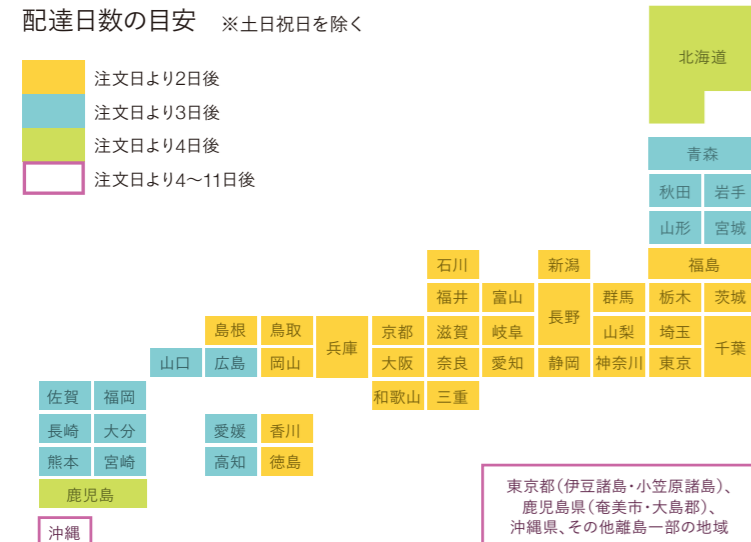 配達日数の目安 ※土日祝日を除く
注文日より2日後
注文日より3日後
注文日より4日後
注文日より4〜11日後
北海道
青森
秋田 岩手
山形 宮城
石川 新潟 福島
福井 富山 長野 群馬 栃木 茨城
島根 鳥取 兵庫 京都 滋賀 岐阜 山梨 埼玉 千葉
山口 広島 岡山 大阪 奈良 愛知 静岡 神奈川 東京
佐賀 福岡 和歌山 三重
長崎 大分 愛媛 香川
熊本 宮崎 高知 徳島
鹿児島
沖縄
東京都(伊豆諸島・小笠原諸島)、
鹿児島県(奄美市・大島郡)、
沖縄県、その他離島一部の地域